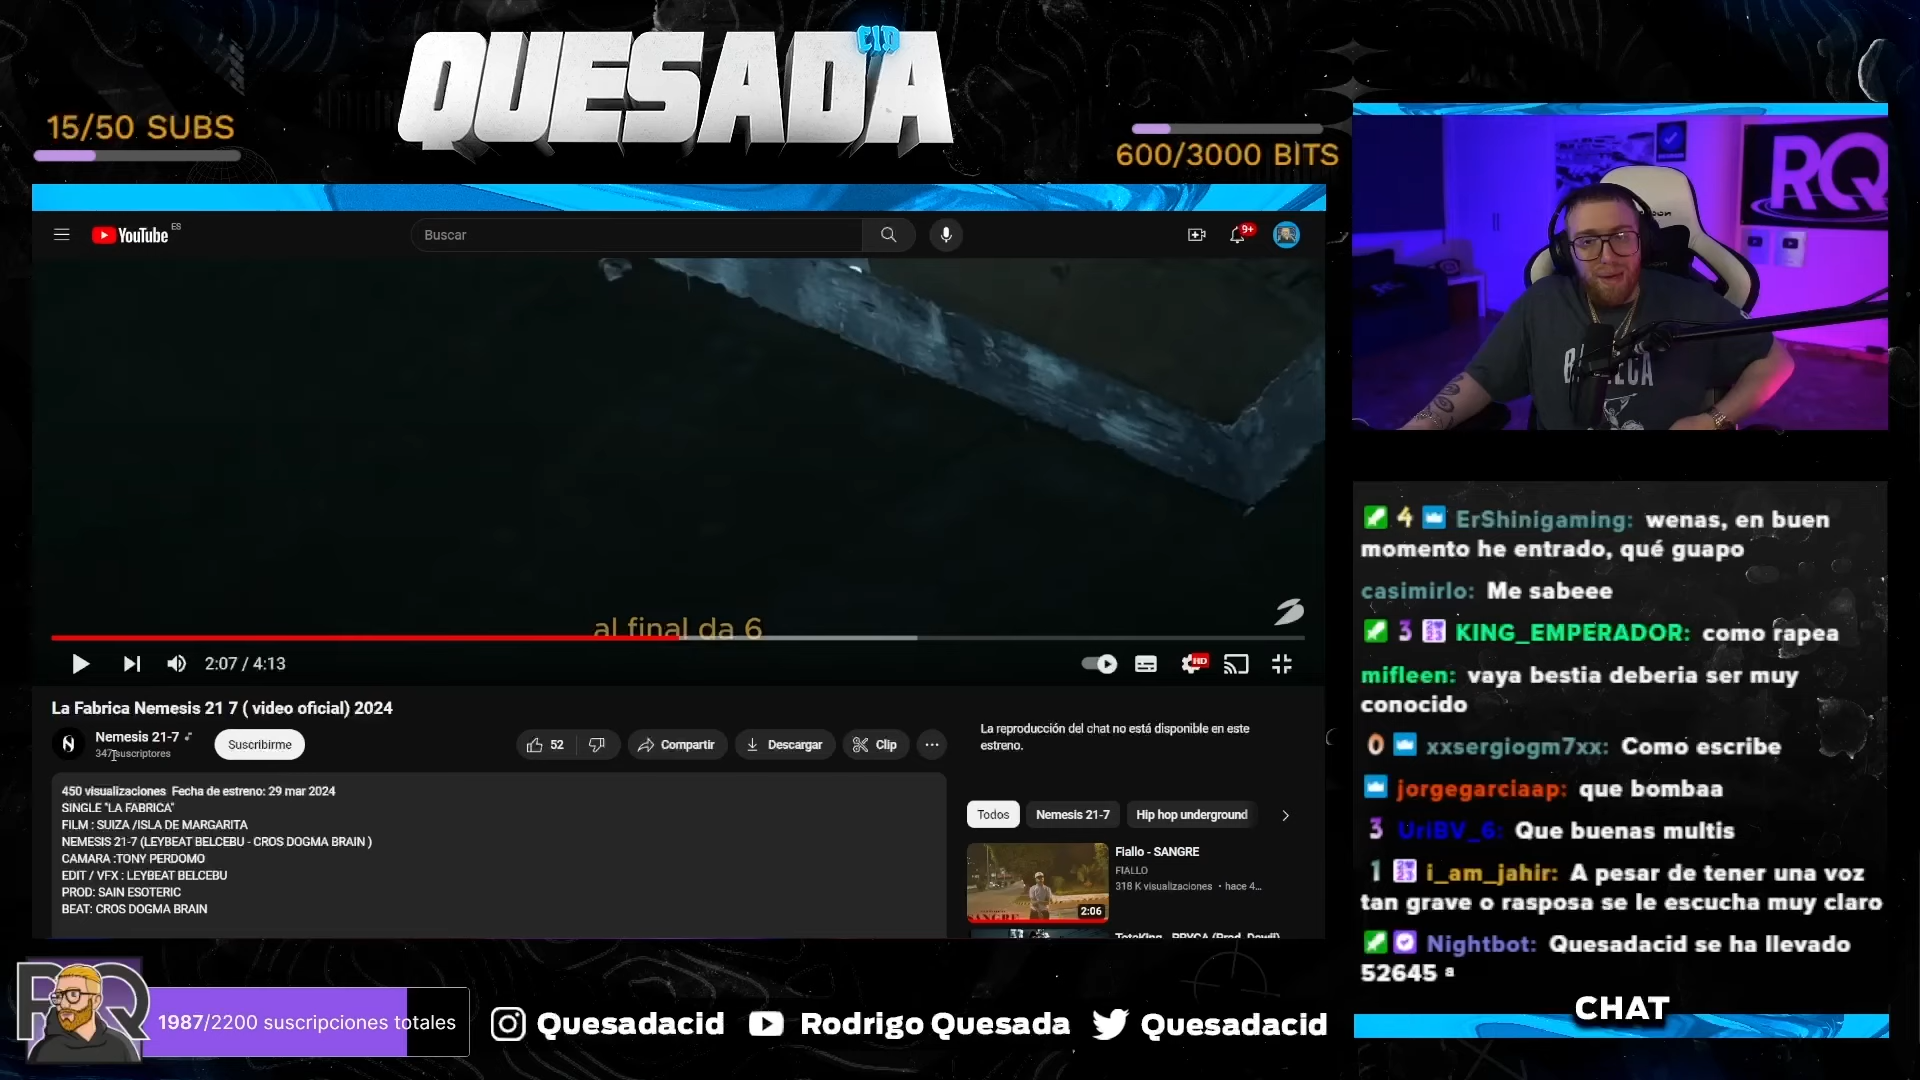 QUESADA
CID
15/50 SUBS
600/3000 BITS
YouTube
ES
Buscar
9+
RQ
al final da 6
2:07 / 4:13
HD
La Fabrica Nemesis 21 7 ( video oficial) 2024
Nemesis 21-7
347 suscriptores
Suscribirme
52
Compartir
Descargar
Clip
La reproducción del chat no está disponible en este
estreno.
450 visualizaciones Fecha de estreno: 29 mar 2024
SINGLE "LA FABRICA"
FILM : SUIZA /ISLA DE MARGARITA
NEMESIS 21-7 (LEYBEAT BELCEBU - CROS DOGMA BRAIN )
CAMARA :TONY PERDOMO
EDIT / VFX : LEYBEAT BELCEBU
PROD: SAIN ESOTERIC
BEAT: CROS DOGMA BRAIN
Todos
Nemesis 21-7
Hip hop underground
Fiallo - SANGRE
FIALLO
318 K visualizaciones • hace 4...
SANGRE
2:06
4 ErShinigaming: wenas, en buen
momento he entrado, qué guapo
casimirlo: Me sabeee
3 KING_EMPERADOR: como rapea
mifleen: vaya bestia deberia ser muy
conocido
0 xxsergiogm7xx: Como escribe
jorgegarciaap: que bombaa
3 UriBV_6: Que buenas multis
1 i_am_jahir: A pesar de tener una voz
tan grave o rasposa se le escucha muy claro
Nightbot: Quesadacid se ha llevado
52645 a
CHAT
RQ
1987/2200 suscripciones totales
Quesadacid
Rodrigo Quesada
Quesadacid